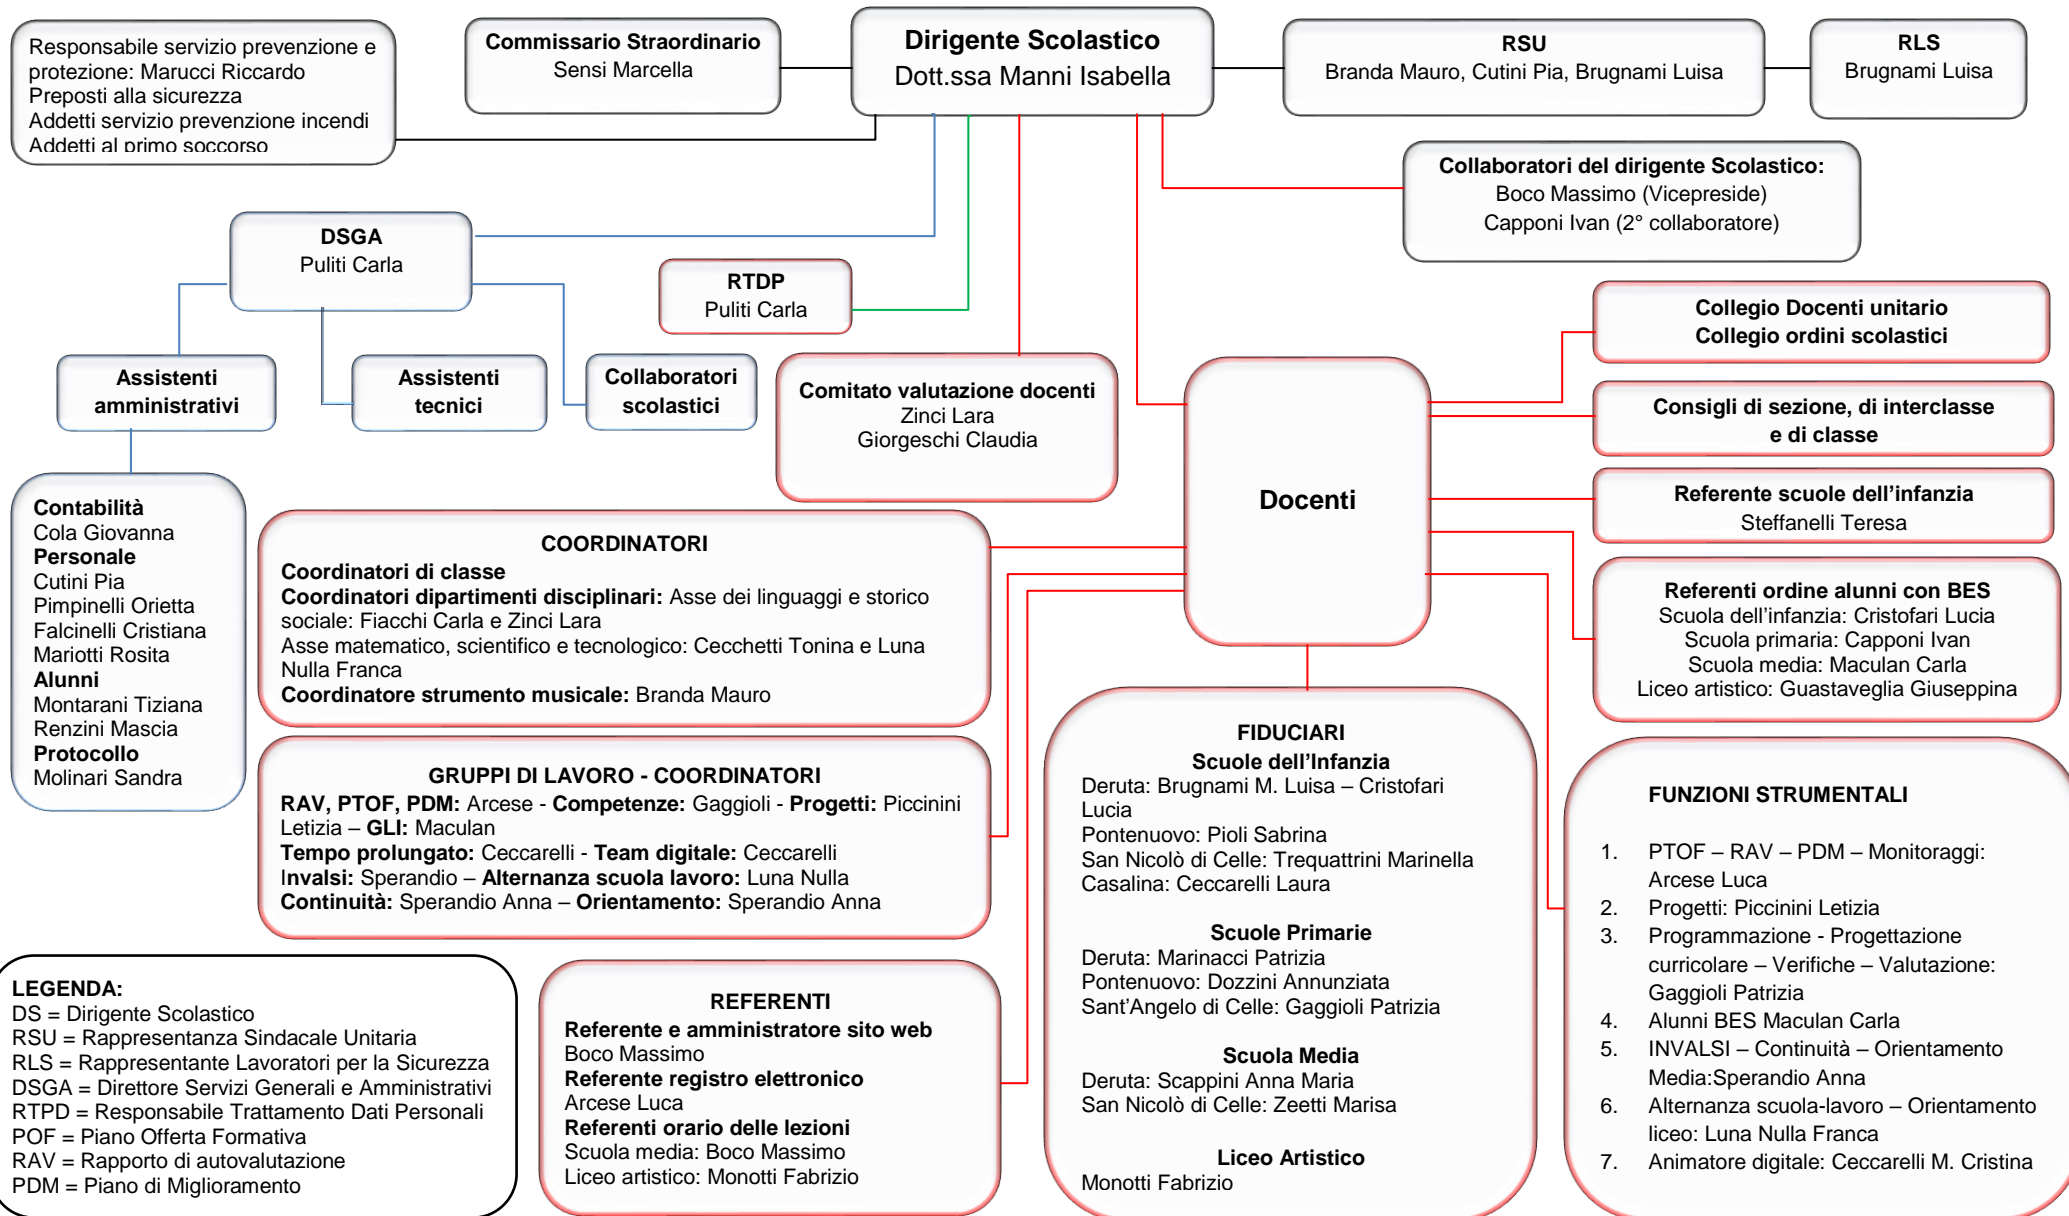 Responsabile servizio prevenzione e
protezione: Marucci Riccardo
Preposti alla sicurezza
Addetti servizio prevenzione incendi
Addetti al primo soccorso
Commissario Straordinario
Sensi Marcella
Dirigente Scolastico
Dott.ssa Manni Isabella
RSU
Branda Mauro, Cutini Pia, Brugnami Luisa
RLS
Brugnami Luisa
Collaboratori del dirigente Scolastico:
Boco Massimo (Vicepreside)
Capponi Ivan (2° collaboratore)
DSGA
Puliti Carla
RTDP
Puliti Carla
Collegio Docenti unitario
Collegio ordini scolastici
Assistenti
amministrativi
Assistenti
tecnici
Collaboratori
scolastici
Comitato valutazione docenti
Zinci Lara
Giorgeschi Claudia
Docenti
Consigli di sezione, di interclasse
e di classe
Referente scuole dell’infanzia
Steffanelli Teresa
Contabilità
Cola Giovanna
Personale
Cutini Pia
Pimpinelli Orietta
Falcinelli Cristiana
Mariotti Rosita
Alunni
Montarani Tiziana
Renzini Mascia
Protocollo
Molinari Sandra
COORDINATORI
Coordinatori di classe
Coordinatori dipartimenti disciplinari: Asse dei linguaggi e storico
sociale: Fiacchi Carla e Zinci Lara
Asse matematico, scientifico e tecnologico: Cecchetti Tonina e Luna
Nulla Franca
Coordinatore strumento musicale: Branda Mauro
Referenti ordine alunni con BES
Scuola dell’infanzia: Cristofari Lucia
Scuola primaria: Capponi Ivan
Scuola media: Maculan Carla
Liceo artistico: Guastaveglia Giuseppina
GRUPPI DI LAVORO - COORDINATORI
RAV, PTOF, PDM: Arcese - Competenze: Gaggioli - Progetti: Piccinini
Letizia – GLI: Maculan
Tempo prolungato: Ceccarelli - Team digitale: Ceccarelli
Invalsi: Sperandio – Alternanza scuola lavoro: Luna Nulla
Continuità: Sperandio Anna – Orientamento: Sperandio Anna
FIDUCIARI
Scuole dell’Infanzia
Deruta: Brugnami M. Luisa – Cristofari
Lucia
Pontenuovo: Pioli Sabrina
San Nicolò di Celle: Trequattrini Marinella
Casalina: Ceccarelli Laura
Scuole Primarie
Deruta: Marinacci Patrizia
Pontenuovo: Dozzini Annunziata
Sant’Angelo di Celle: Gaggioli Patrizia
Scuola Media
Deruta: Scappini Anna Maria
San Nicolò di Celle: Zeetti Marisa
Liceo Artistico
Monotti Fabrizio
FUNZIONI STRUMENTALI
1. PTOF – RAV – PDM – Monitoraggi:
Arcese Luca
2. Progetti: Piccinini Letizia
3. Programmazione - Progettazione
curricolare – Verifiche – Valutazione:
Gaggioli Patrizia
4. Alunni BES Maculan Carla
5. INVALSI – Continuità – Orientamento
Media:Sperandio Anna
6. Alternanza scuola-lavoro – Orientamento
liceo: Luna Nulla Franca
7. Animatore digitale: Ceccarelli M. Cristina
LEGENDA:
DS = Dirigente Scolastico
RSU = Rappresentanza Sindacale Unitaria
RLS = Rappresentante Lavoratori per la Sicurezza
DSGA = Direttore Servizi Generali e Amministrativi
RTPD = Responsabile Trattamento Dati Personali
POF = Piano Offerta Formativa
RAV = Rapporto di autovalutazione
PDM = Piano di Miglioramento
REFERENTI
Referente e amministratore sito web
Boco Massimo
Referente registro elettronico
Arcese Luca
Referenti orario delle lezioni
Scuola media: Boco Massimo
Liceo artistico: Monotti Fabrizio